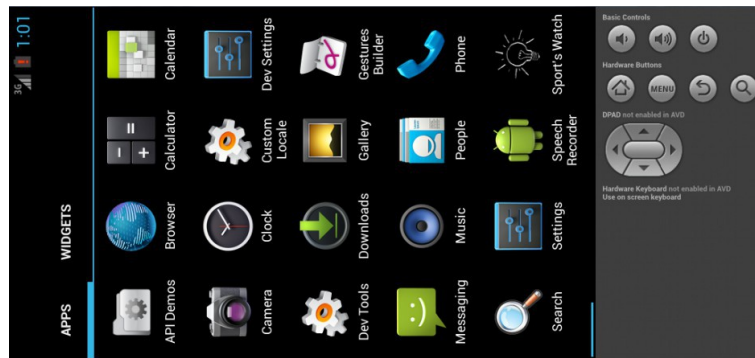 3G 1:01
APPS WIDGETS
API Demos Browser Calculator Calendar
Camera Clock Custom Locale Dev Settings
Dev Tools Downloads Gallery Gestures Builder
Messaging Music People Phone
Search Settings Speech Recorder Sport's Watch
Basic Controls
Hardware Buttons
MENU
DPAD not enabled in AVD
Hardware Keyboard not enabled in AVD
Use on screen keyboard